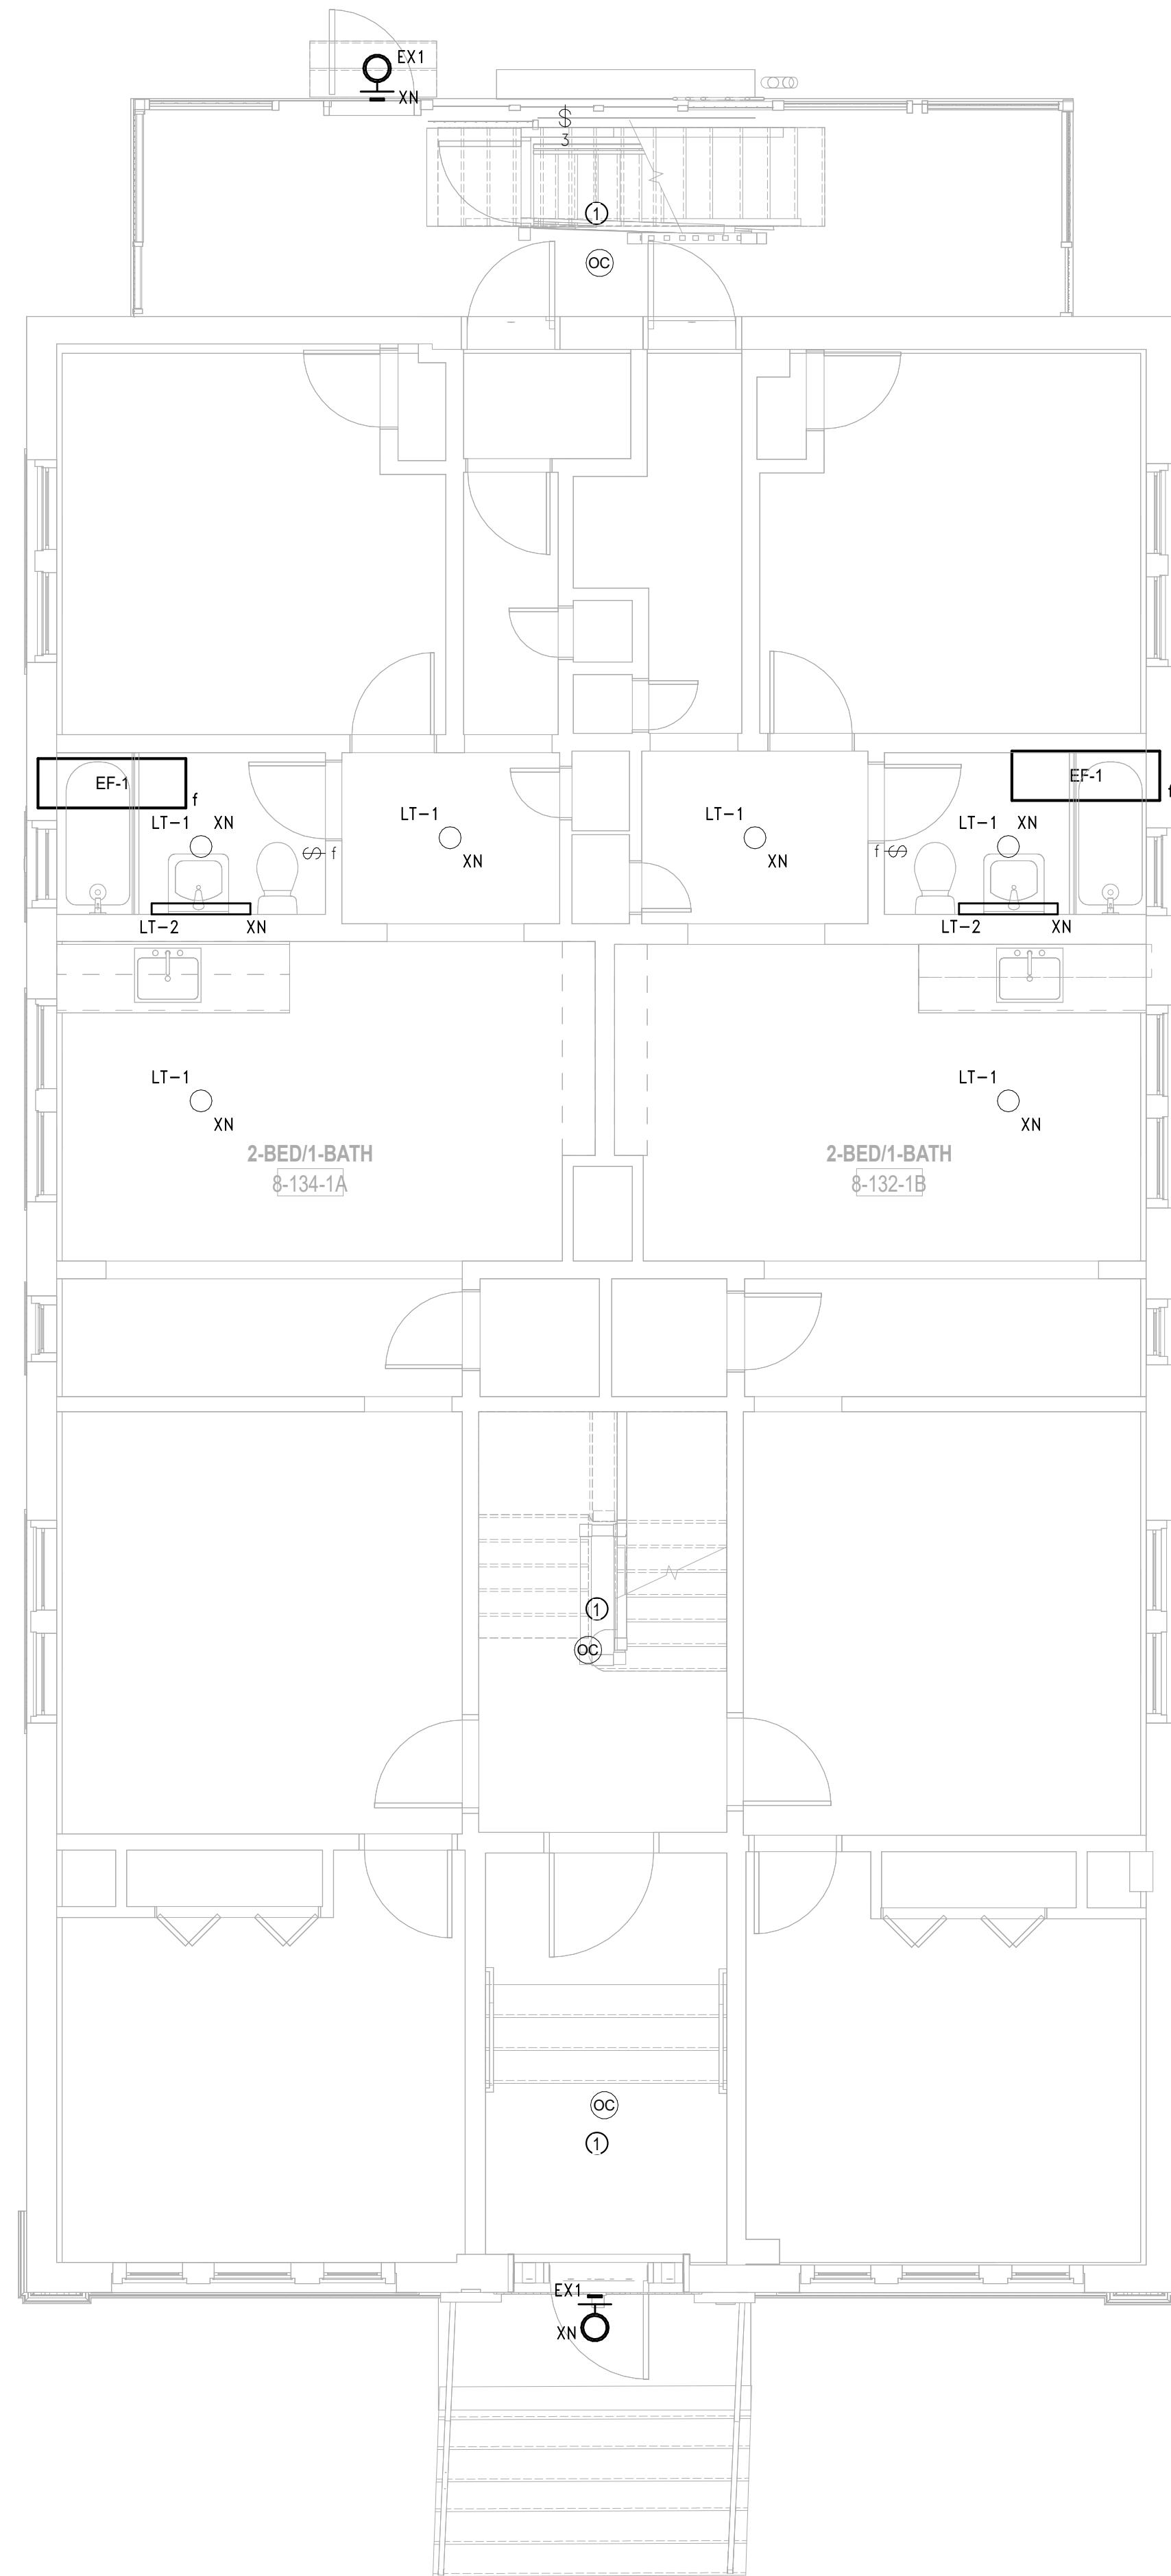 EX1
XN
$
3
1
OC
EF-1
f
EF-1
f
LT-1 XN
LT-1
XN
LT-1
XN
LT-1 XN
$ f
f $
LT-2 XN
LT-2 XN
LT-1
XN
LT-1
XN
2-BED/1-BATH
8-134-1A
2-BED/1-BATH
8-132-1B
1
OC
OC
1
EX1
XN